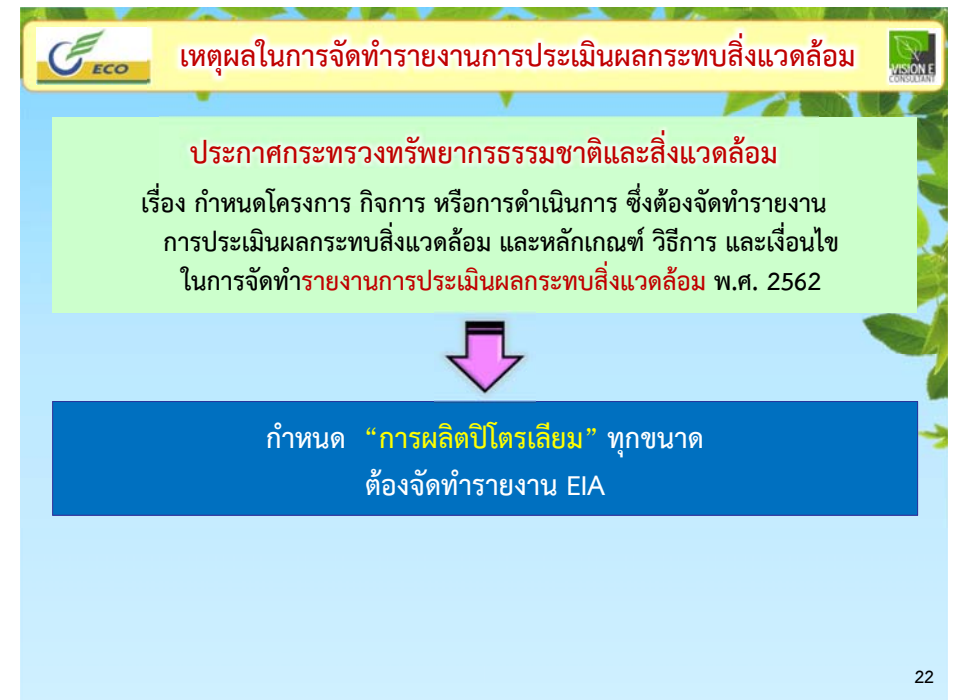 ECO
เหตุผลในการจัดทำรายงานการประเมินผลกระทบสิ่งแวดล้อม
VISION E
CONSULTANT
ประกาศกระทรวงทรัพยากรธรรมชาติและสิ่งแวดล้อม
เรื่อง กำหนดโครงการ กิจการ หรือการดำเนินการ ซึ่งต้องจัดทำรายงาน
การประเมินผลกระทบสิ่งแวดล้อม และหลักเกณฑ์ วิธีการ และเงื่อนไข
ในการจัดทำรายงานการประเมินผลกระทบสิ่งแวดล้อม พ.ศ. 2562
กำหนด “การผลิตปิโตรเลียม” ทุกขนาด
ต้องจัดทำรายงาน EIA
22